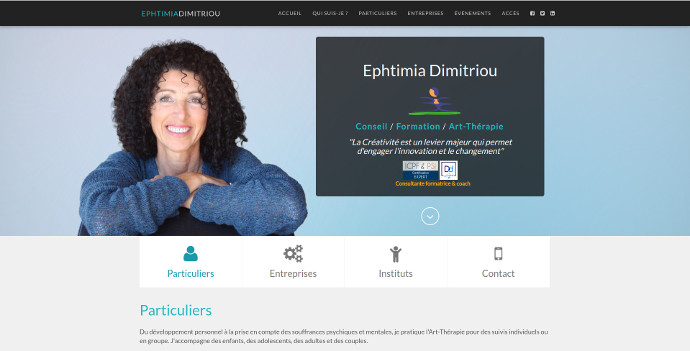 EPHTIMIADIMITRIOU
ACCUEIL QUI SUIS-JE ? PARTICULIERS ENTREPRISES EVENEMENTS ACCES
Ephtimia Dimitriou
Conseil / Formation / Art-Thérapie
"La Créativité est un levier majeur qui permet
d'engager l'innovation et le changement"
ICPF & PSI
EXPERT
Dd
Consultante formatrice & coach
Particuliers
Entreprises
Instituts
Contact
Particuliers
Du développement personnel à la prise en compte des souffrances psychiques et mentales, je pratique l'Art-Thérapie pour des suivis individuels ou
en groupe. J'accompagne des enfants, des adolescents, des adultes et des couples.